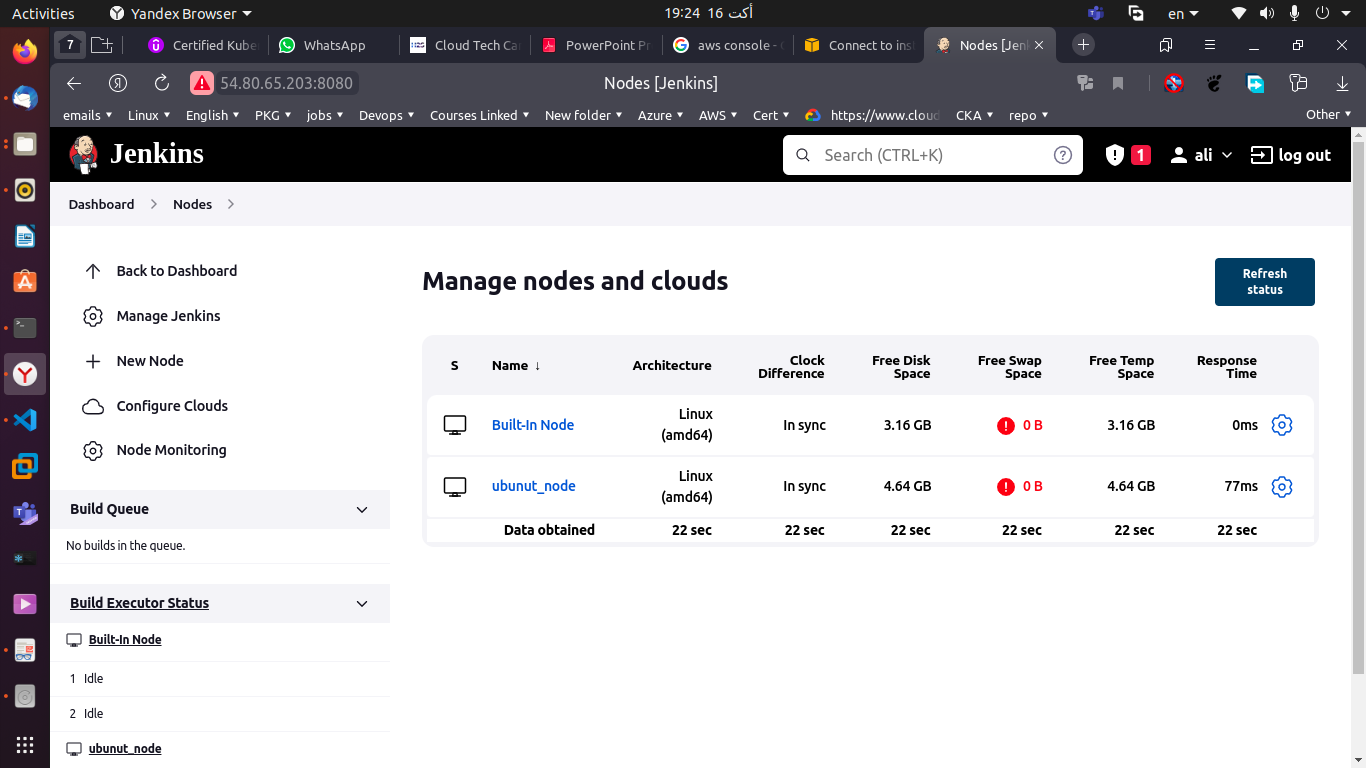 Activities
Yandex Browser
19:24 16 أكت
en
7
Certified Kube
WhatsApp
Cloud Tech Ca
PowerPoint Pr
aws console - G
Connect to ins
Nodes [Jenk
54.80.65.203:8080
Nodes [Jenkins]
emails
Linux
English
PKG
jobs
Devops
Courses Linked
New folder
Azure
AWS
Cert
https://www.cloud
CKA
repo
Other
Jenkins
Search (CTRL+K)
1
ali
log out
Dashboard
Nodes
Back to Dashboard
Manage Jenkins
New Node
Configure Clouds
Node Monitoring
Build Queue
No builds in the queue.
Build Executor Status
Built-In Node
1 Idle
2 Idle
ubunut_node
Manage nodes and clouds
Refresh
status
S Name ↓ Architecture Clock Difference Free Disk Space Free Swap Space Free Temp Space Response Time
Built-In Node Linux (amd64) In sync 3.16 GB 0 B 3.16 GB 0ms
ubunut_node Linux (amd64) In sync 4.64 GB 0 B 4.64 GB 77ms
Data obtained 22 sec 22 sec 22 sec 22 sec 22 sec 22 sec